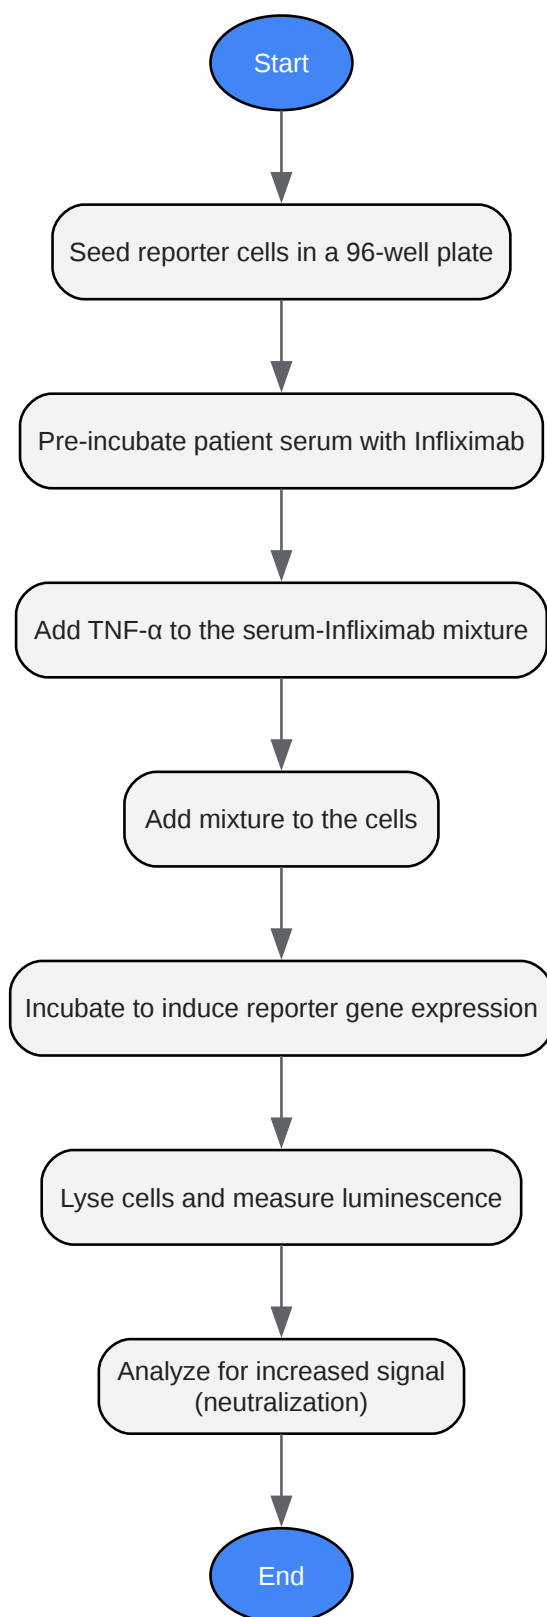 Start
Seed reporter cells in a 96-well plate
Pre-incubate patient serum with Infliximab
Add TNF-α to the serum-Infliximab mixture
Add mixture to the cells
Incubate to induce reporter gene expression
Lyse cells and measure luminescence
Analyze for increased signal
(neutralization)
End